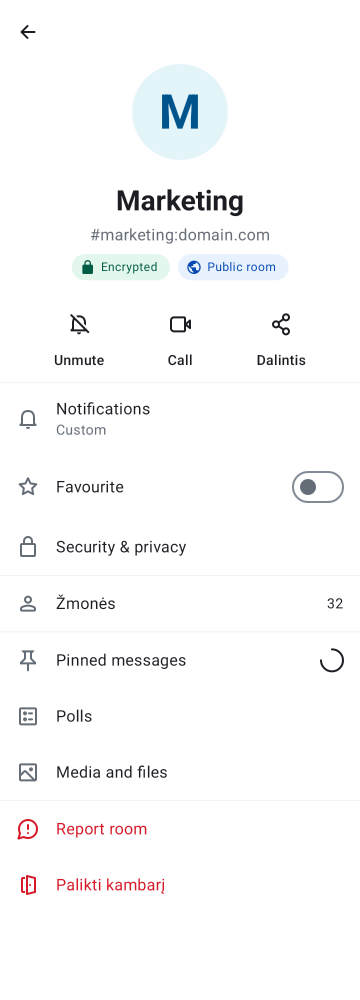 M
Marketing
#marketing:domain.com
Encrypted
Public room
Unmute
Call
Dalintis
Notifications
Custom
Favourite
Security & privacy
Žmonės
32
Pinned messages
Polls
Media and files
Report room
Palikti kambarį